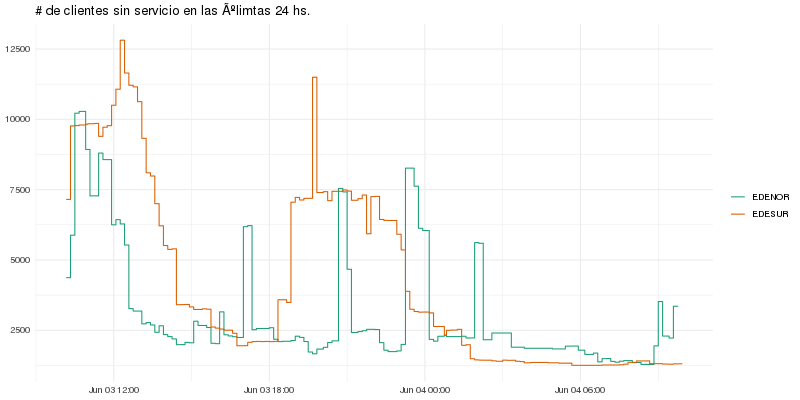 # de clientes sin servicio en las Ãºlimtas 24 hs.
12500
10000
7500
5000
2500
Jun 03 12:00
Jun 03 18:00
Jun 04 00:00
Jun 04 06:00
EDENOR
EDESUR